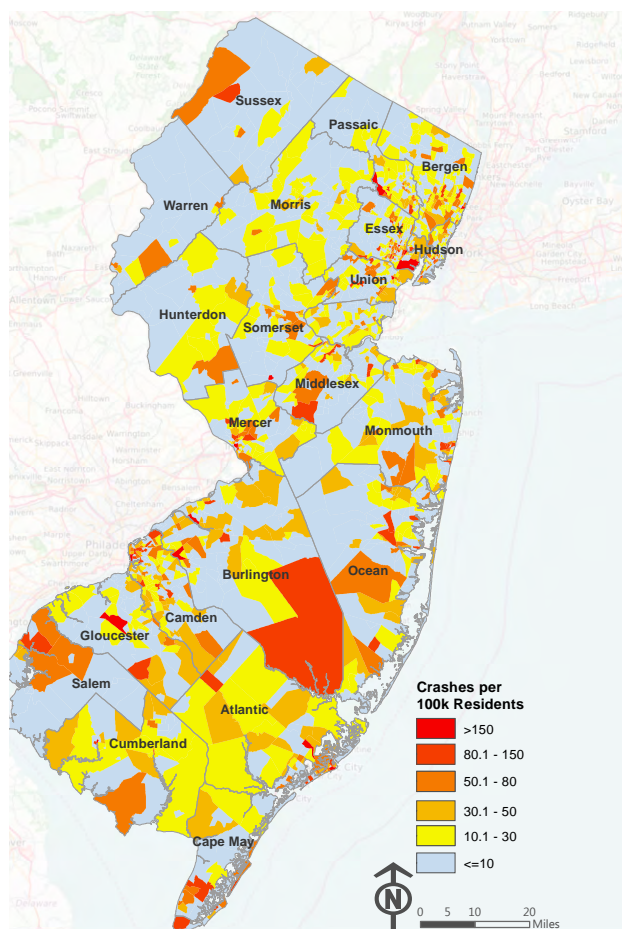 Sussex
Passaic
Bergen
Warren
Morris
Essex
Hudson
Union
Hunterdon
Somerset
Middlesex
Mercer
Monmouth
Burlington
Ocean
Camden
Gloucester
Salem
Atlantic
Cumberland
Cape May
Crashes per
100k Residents
>150
80.1 - 150
50.1 - 80
30.1 - 50
10.1 - 30
<=10
N
0 5 10 20
Miles